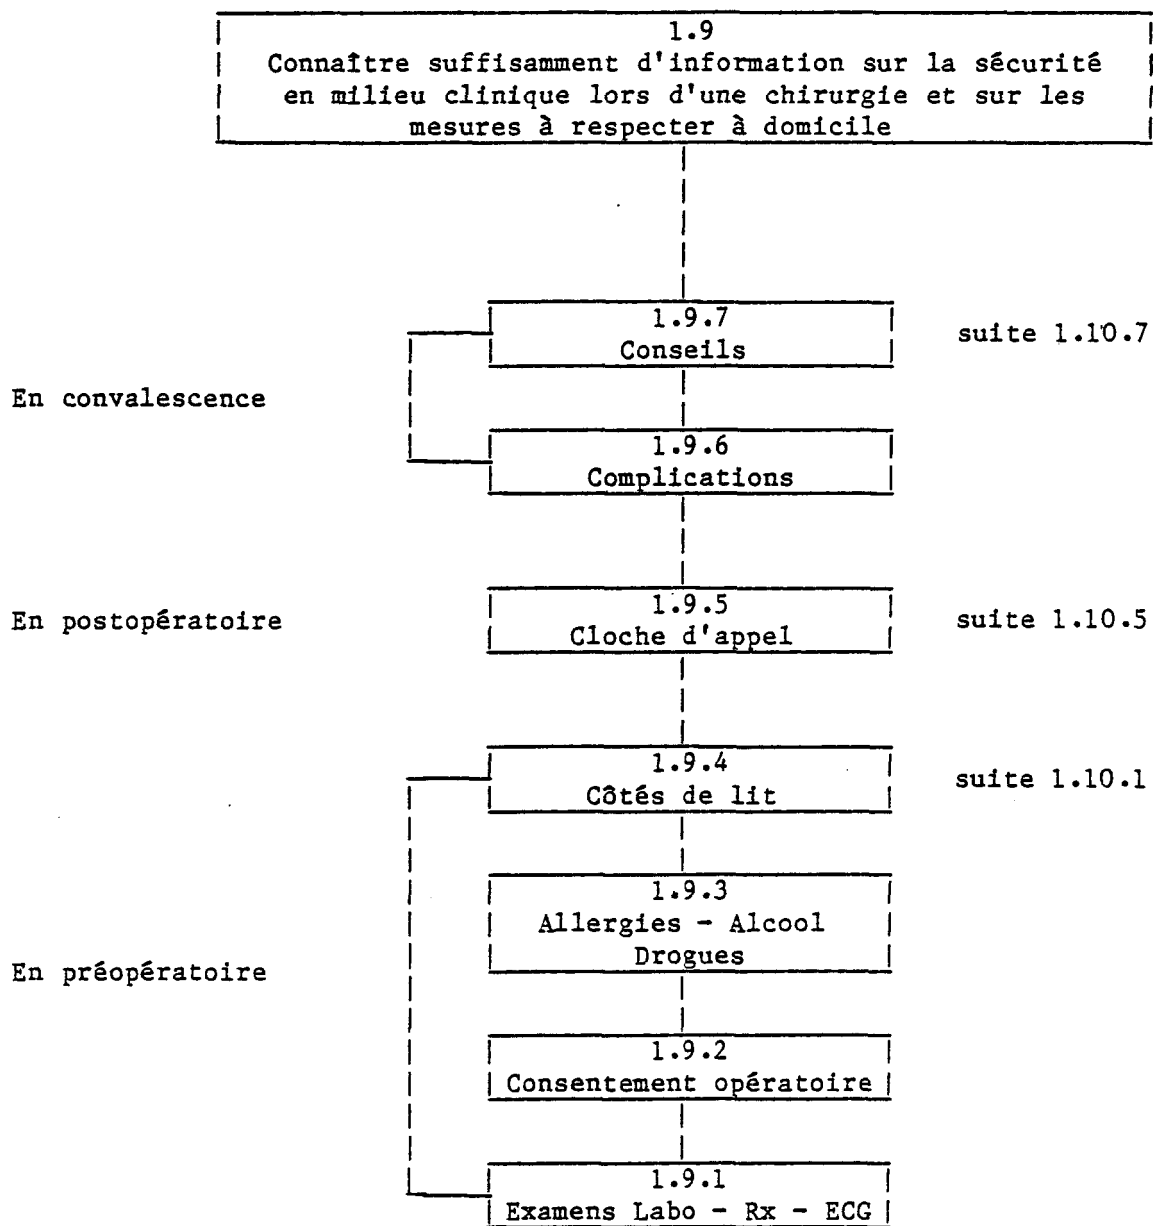 1.9
Connaître suffisamment d'information sur la sécurité
en milieu clinique lors d'une chirurgie et sur les
mesures à respecter à domicile
1.9.7
Conseils
suite 1.10.7
En convalescence
1.9.6
Complications
1.9.5
Cloche d'appel
En postopératoire
suite 1.10.5
1.9.4
Côtés de lit
suite 1.10.1
1.9.3
Allergies - Alcool
Drogues
En préopératoire
1.9.2
Consentement opératoire
1.9.1
Examens Labo - Rx - ECG